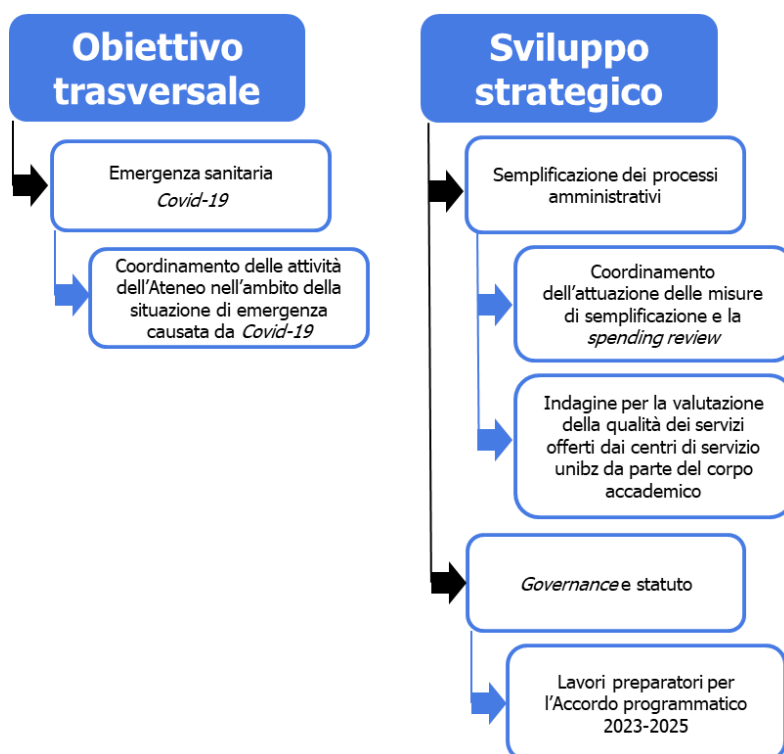 Obiettivo
trasversale
Emergenza sanitaria
Covid-19
Coordinamento delle attività
dell'Ateneo nell'ambito della
situazione di emergenza
causata da Covid-19
Sviluppo
strategico
Semplificazione dei processi
amministrativi
Coordinamento
dell'attuazione delle misure
di semplificazione e la
spending review
Indagine per la valutazione
della qualità dei servizi
offerti dai centri di servizio
unibz da parte del corpo
accademico
Governance e statuto
Lavori preparatori per
l'Accordo programmatico
2023-2025